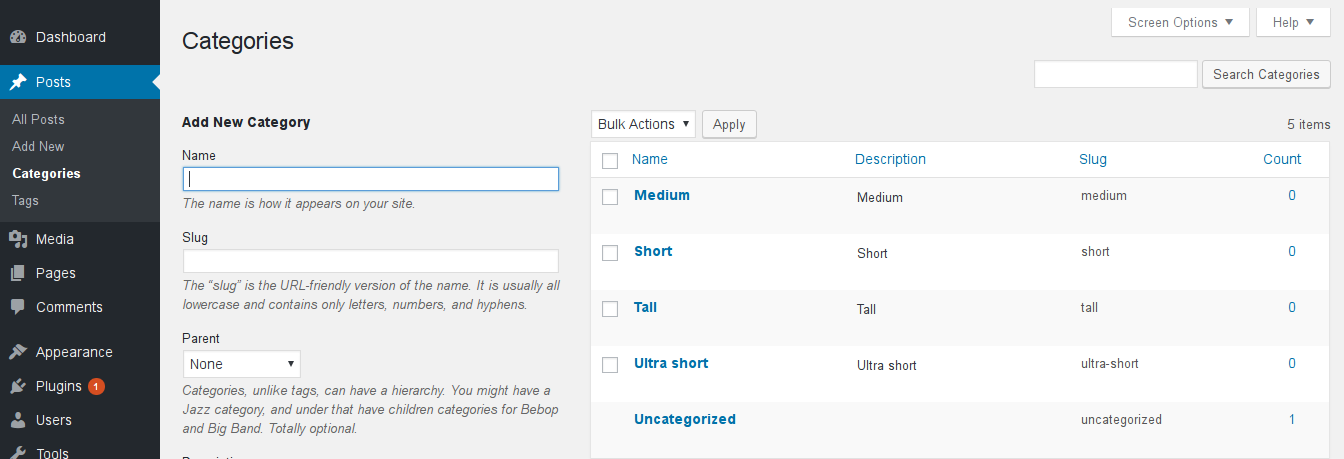 Dashboard
Posts
All Posts
Add New
Categories
Tags
Media
Pages
Comments
Appearance
Plugins 1
Users
Tools
Screen Options
Help
Categories
Search Categories
Add New Category
Name
The name is how it appears on your site.
Slug
The “slug” is the URL-friendly version of the name. It is usually all
lowercase and contains only letters, numbers, and hyphens.
Parent
None
Categories, unlike tags, can have a hierarchy. You might have a
Jazz category, and under that have children categories for Bebop
and Big Band. Totally optional.
Bulk Actions Apply 5 items
Name Description Slug Count
Medium Medium medium 0
Short Short short 0
Tall Tall tall 0
Ultra short Ultra short ultra-short 0
Uncategorized uncategorized 1